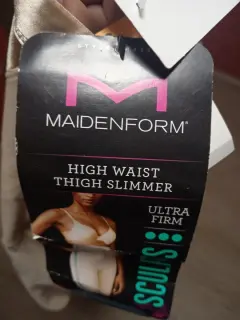 MAIDENFORM®
HIGH WAIST
THIGH SLIMMER
ULTRA
FIRM
SCULPTS